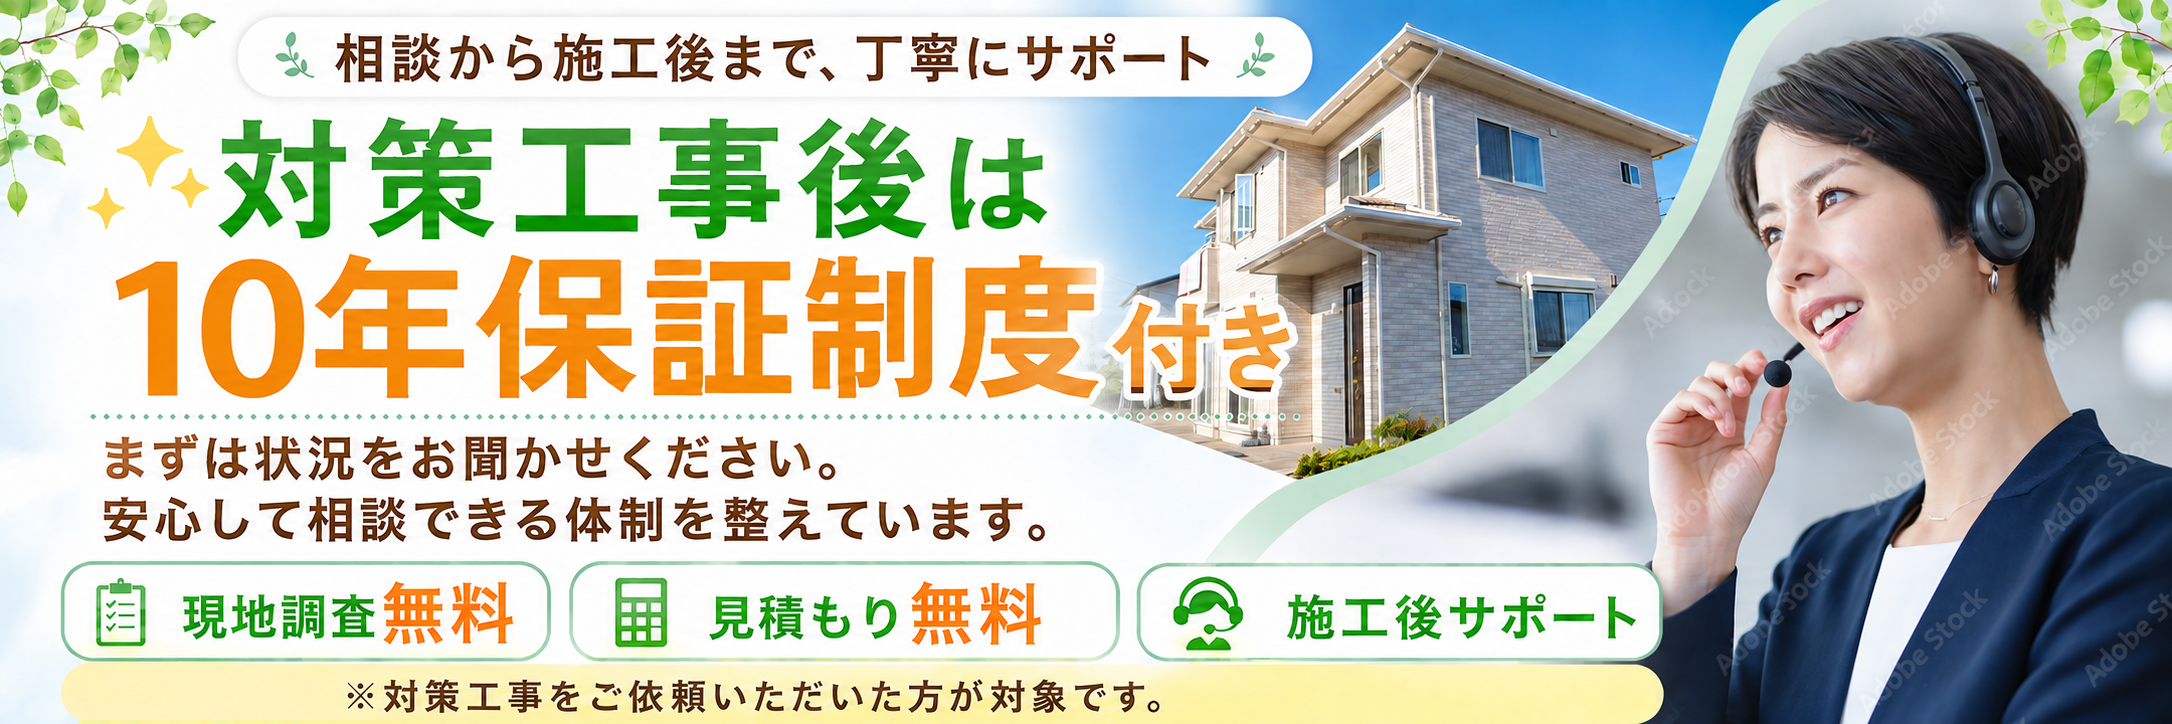 相談から施工後まで、丁寧にサポート
対策工事後は
10年保証制度付き
まずは状況をお聞かせください。
安心して相談できる体制を整えています。
現地調査無料
見積もり無料
施工後サポート
※対策工事をご依頼いただいた方が対象です。
Adobe Stock